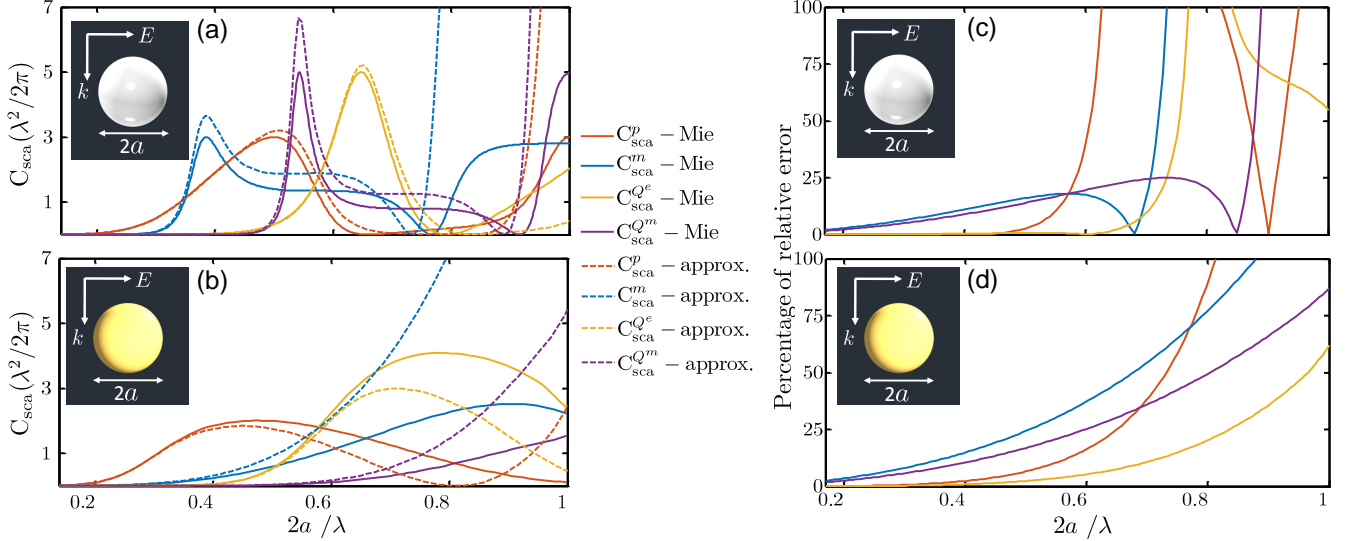 (a)
E
k
2a
C_sca (λ²/2π)
7
5
3
1
(b)
E
k
2a
C_sca (λ²/2π)
7
5
3
1
0.2 0.4 0.6 0.8 1
2a /λ
C^p_sca − Mie
C^m_sca − Mie
C^{Q^e}_sca − Mie
C^{Q^m}_sca − Mie
C^p_sca − approx.
C^m_sca − approx.
C^{Q^e}_sca − approx.
C^{Q^m}_sca − approx.
Percentage of relative error
(c)
E
k
2a
100
75
50
25
0
(d)
E
k
2a
100
75
50
25
0
0.2 0.4 0.6 0.8 1
2a /λ